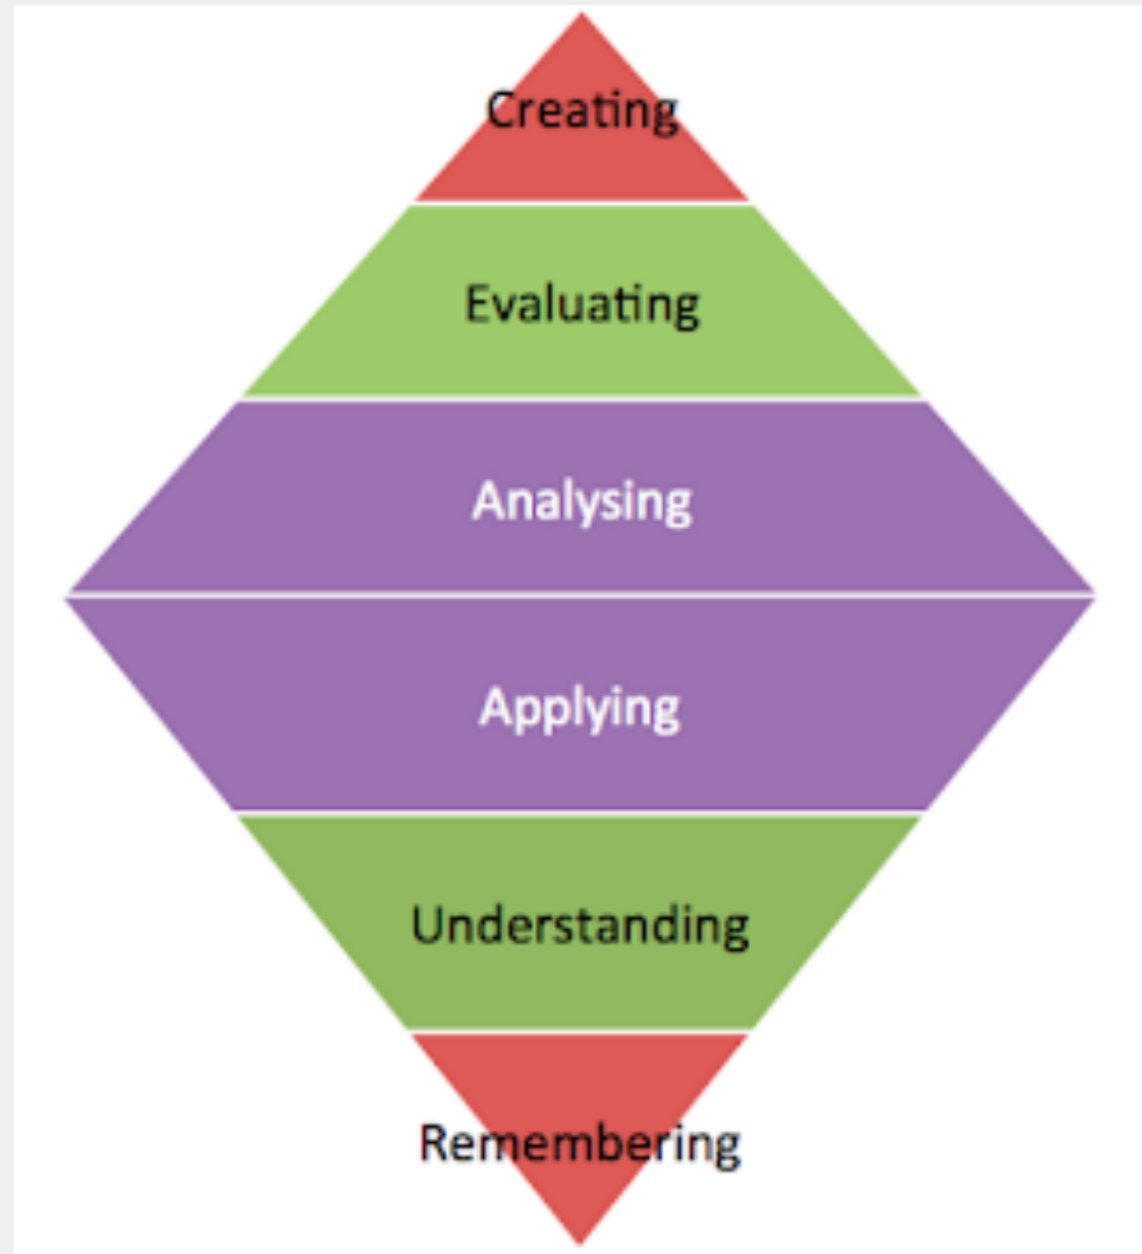 Creating
Evaluating
Analysing
Applying
Understanding
Remembering